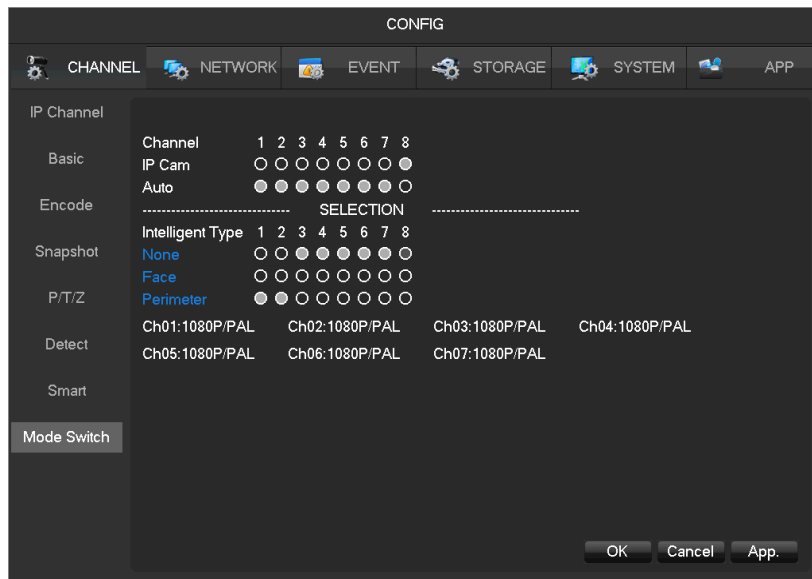 CONFIG
CHANNEL NETWORK EVENT STORAGE SYSTEM APP
IP Channel
Basic
Encode
Snapshot
P/T/Z
Detect
Smart
Mode Switch
Channel 1 2 3 4 5 6 7 8
IP Cam
Auto
------------------------------- SELECTION -------------------------------
Intelligent Type 1 2 3 4 5 6 7 8
None
Face
Perimeter
Ch01:1080P/PAL Ch02:1080P/PAL Ch03:1080P/PAL Ch04:1080P/PAL
Ch05:1080P/PAL Ch06:1080P/PAL Ch07:1080P/PAL
OK Cancel App.